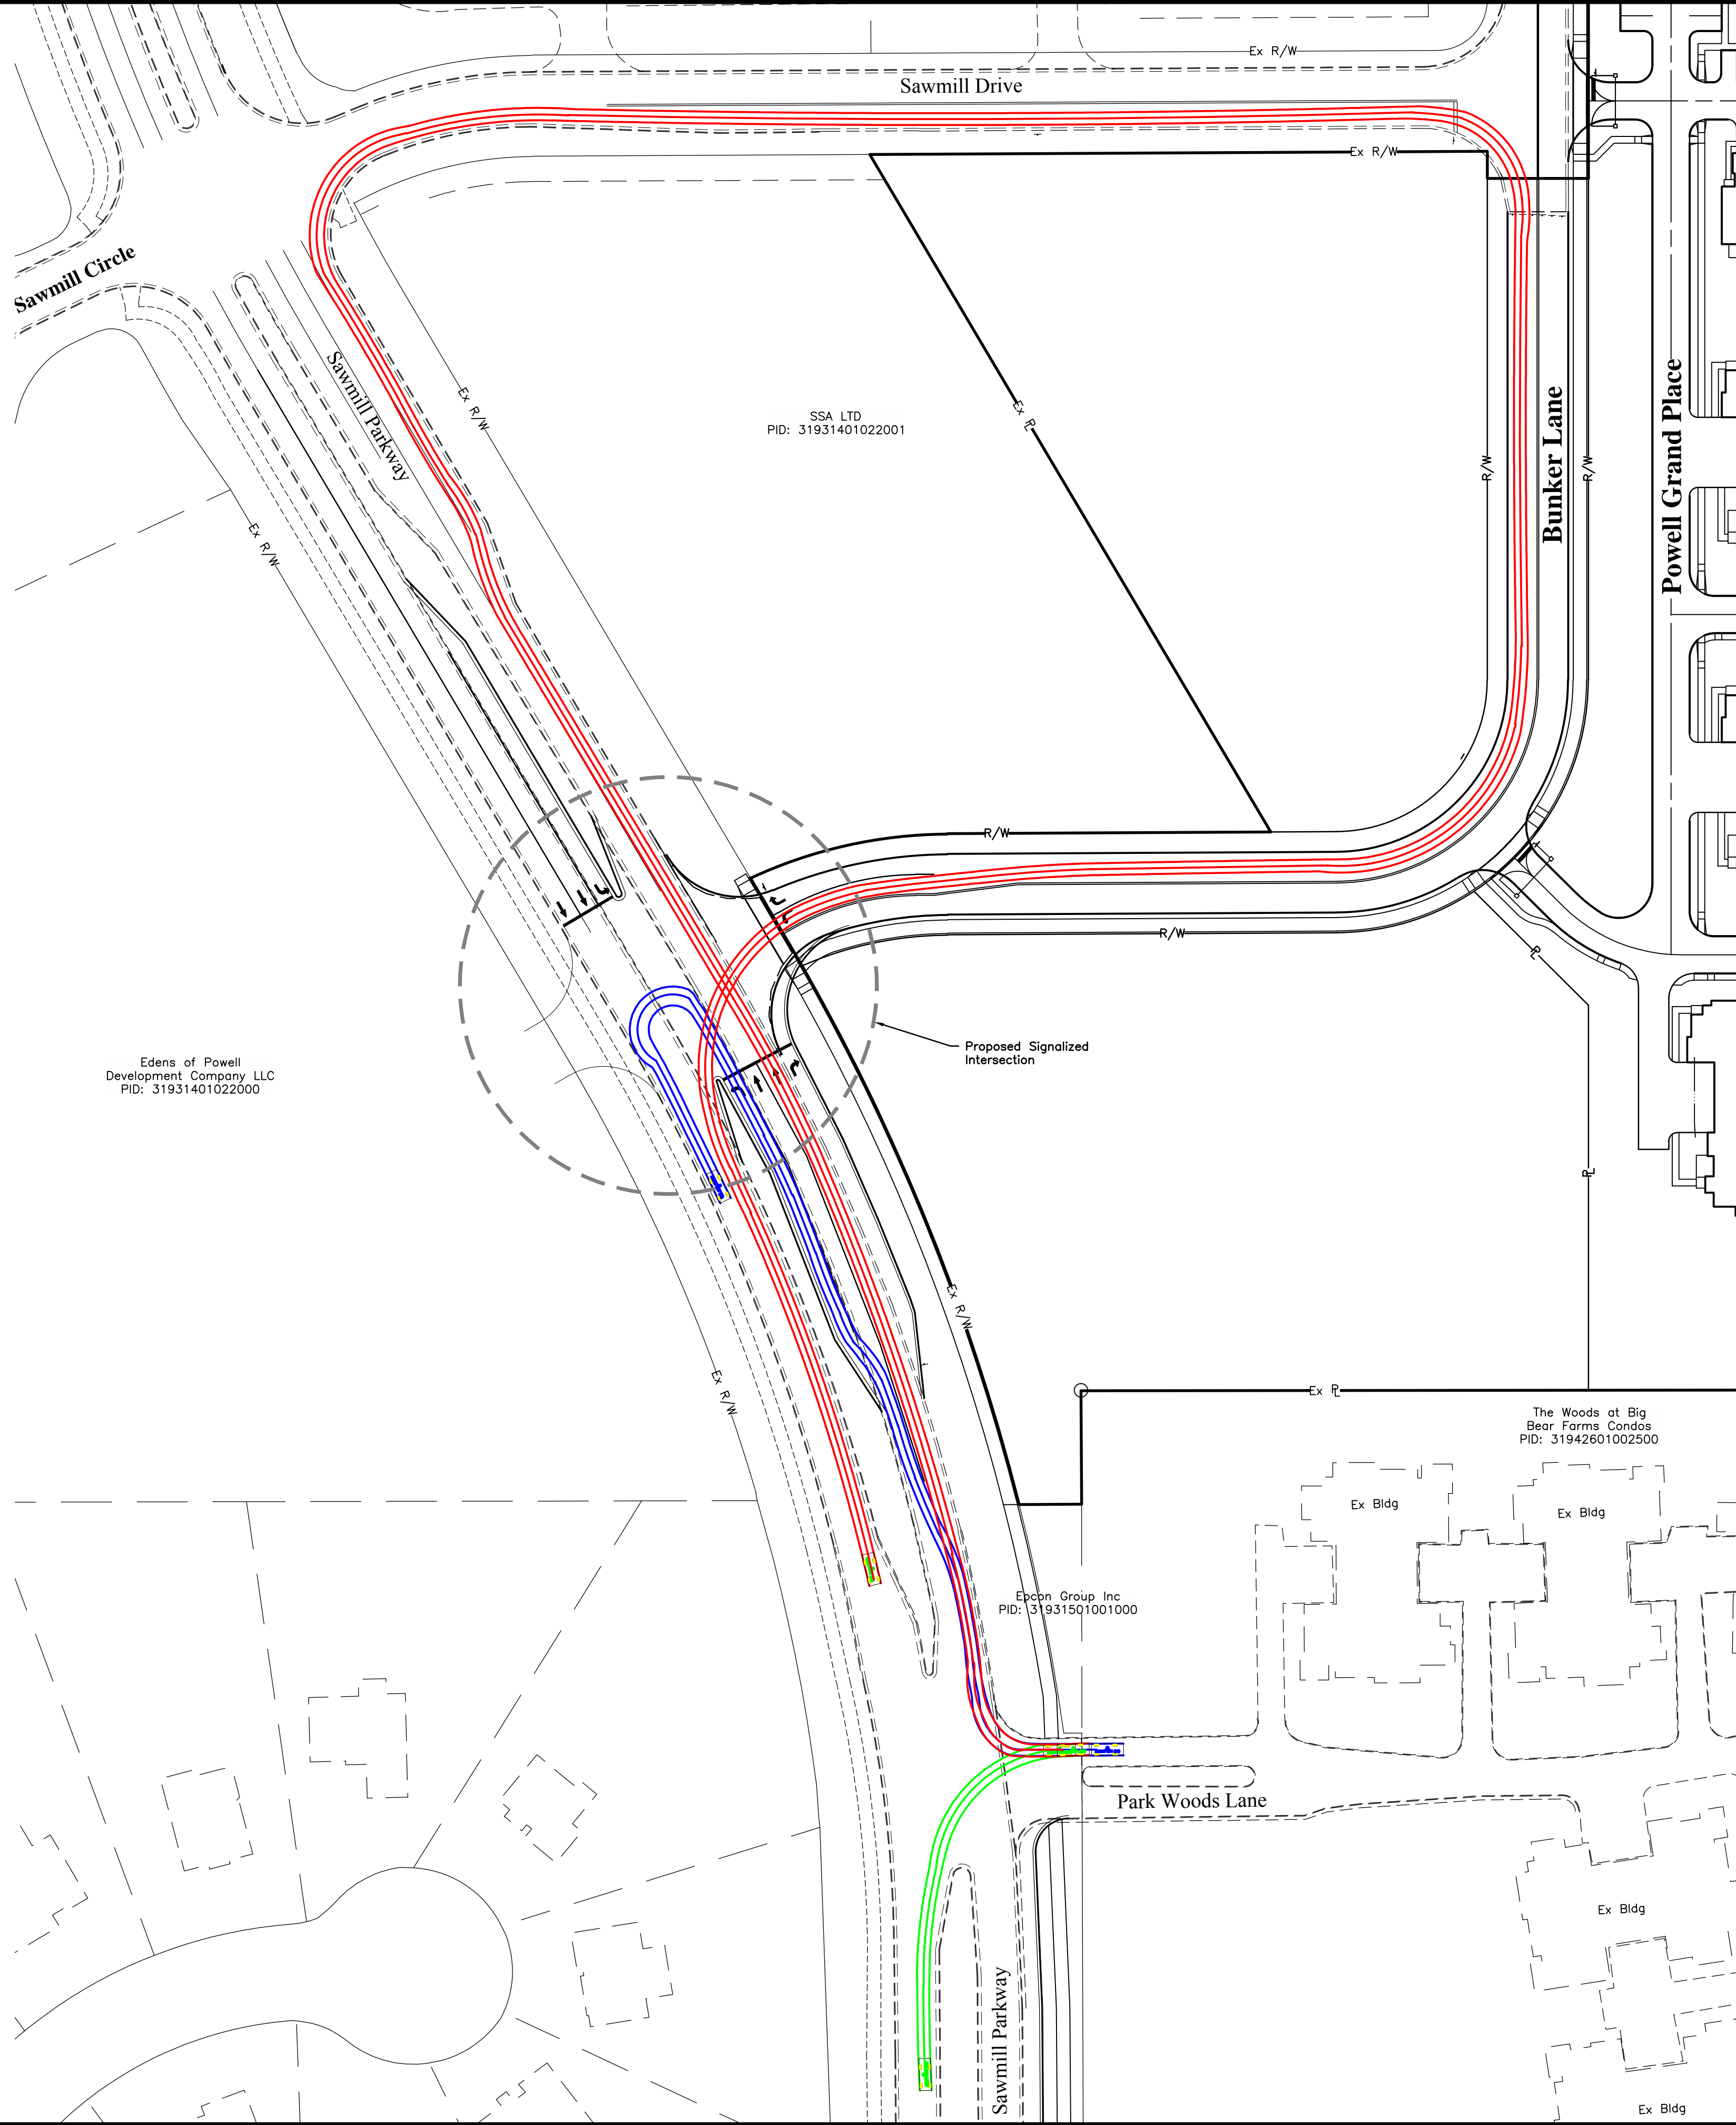 Ex R/W
Sawmill Drive
Ex R/W
Sawmill Circle
Sawmill Parkway
Ex R/W
SSA LTD
PID: 31931401022001
Ex PL
R/W
Bunker Lane
R/W
Powell Grand Place
Ex R/W
R/W
R/W
PL
Proposed Signalized
Intersection
Edens of Powell
Development Company LLC
PID: 31931401022000
PL
Ex R/W
Ex R/W
Ex PL
The Woods at Big
Bear Farms Condos
PID: 31942601002500
Ex Bldg
Ex Bldg
Epcon Group Inc
PID: 31931501001000
Park Woods Lane
Ex Bldg
Sawmill Parkway
Ex Bldg